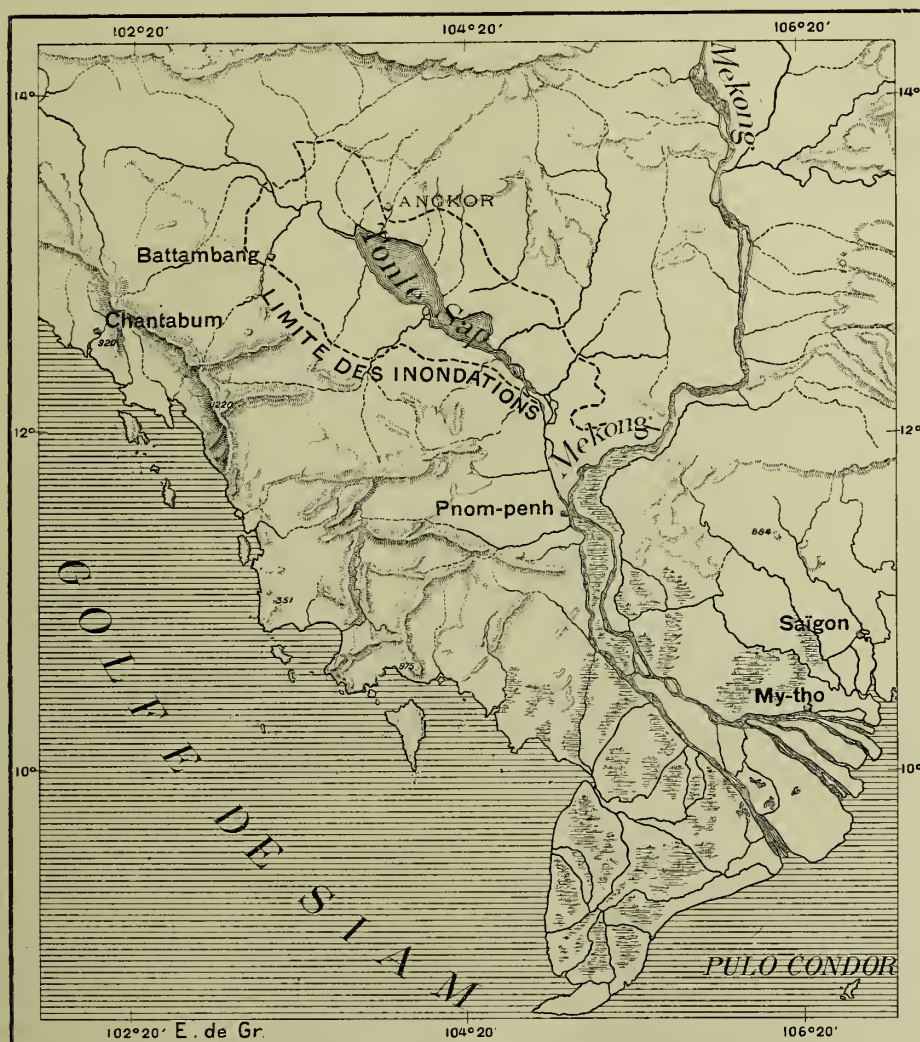 102°20'
104°20'
106°20'
Mekong
14°
14°
ANGKOR
Battambang
Tonle Sap
Chantabum
920
LIMITE DES INONDATIONS
1220
12°
12°
Mekong
Pnom-penh
884
GOLFE DE SIAM
351
Saïgon
975
My-tho
10°
10°
PULO CONDOR
102°20' E. de Gr.
104°20'
106°20'